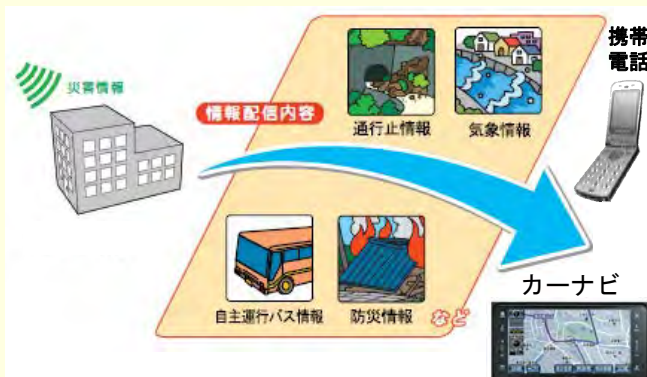 災害情報
情報配信内容
通行止情報
気象情報
携帯
電話
自主運行バス情報
防災情報
など
カーナビ